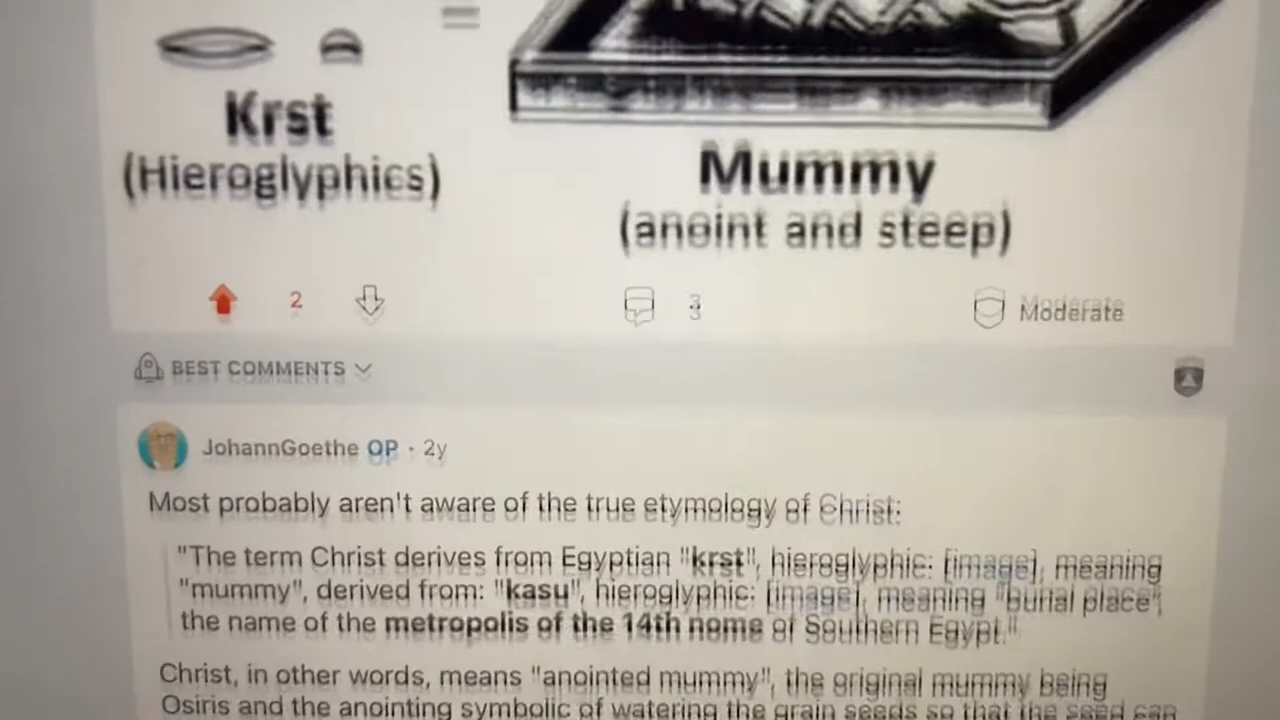 Krst
(Hieroglyphics)
=
Mummy
(anoint and steep)
2
3
Moderate
BEST COMMENTS
JohannGoethe OP · 2y
Most probably aren't aware of the true etymology of Christ:
"The term Christ derives from Egyptian "krst", hieroglyphic: [image], meaning
"mummy", derived from: "kasu", hieroglyphic: [image], meaning "burial place",
the name of the metropolis of the 14th nome of Southern Egypt."
Christ, in other words, means "anointed mummy", the original mummy being
Osiris and the anointing symbolic of watering the grain seeds so that the seed can